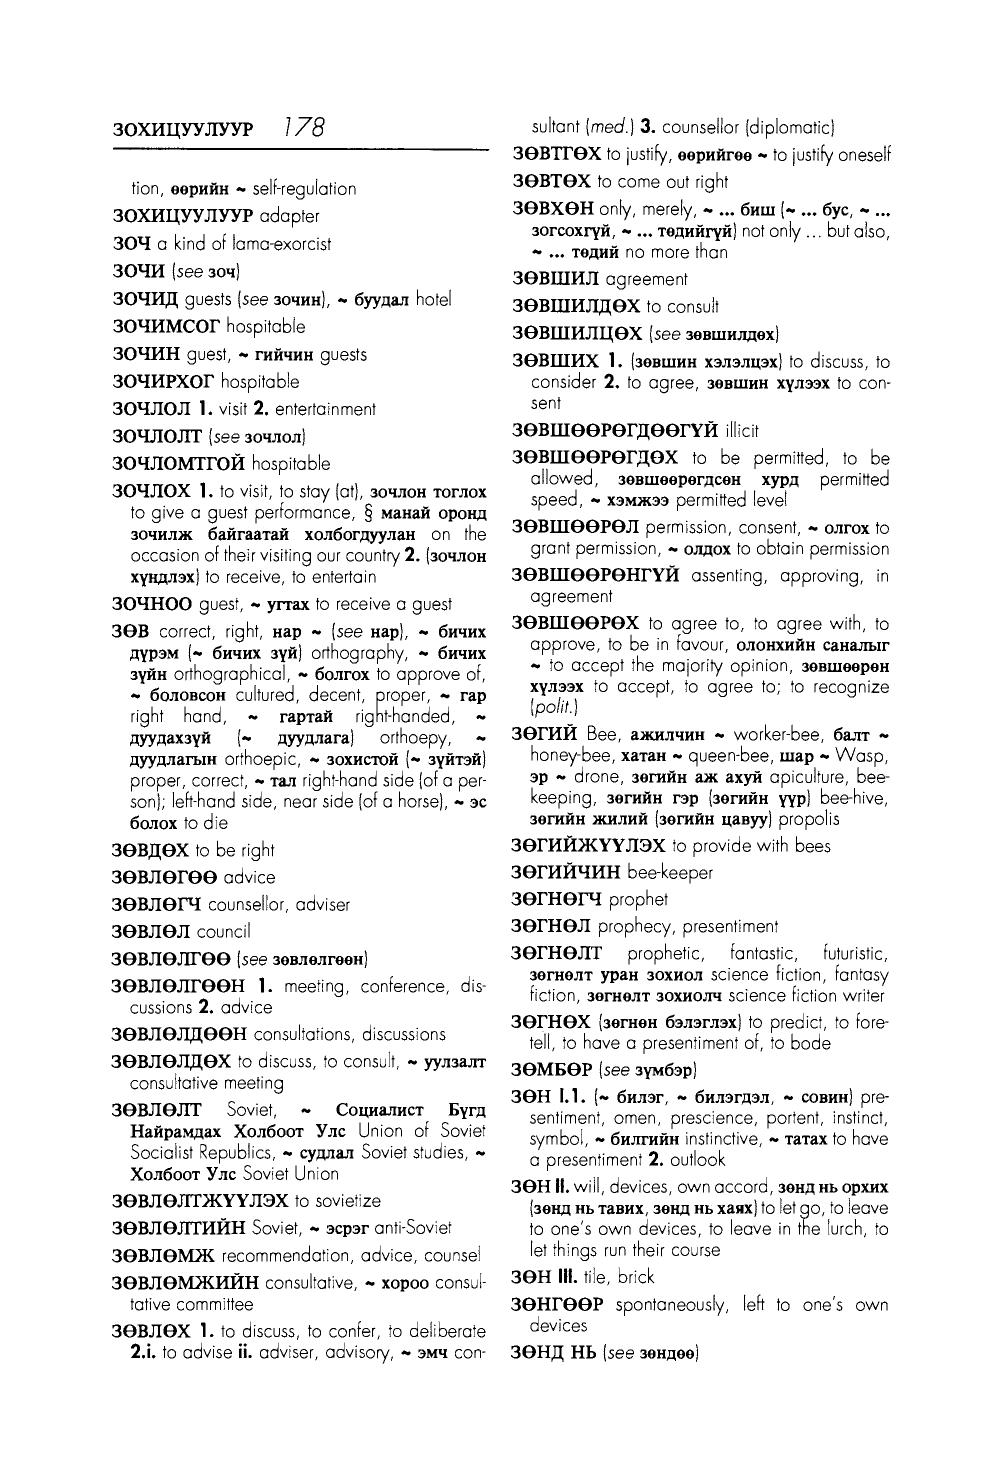 ЗОХИЦУУЛУУР 178
tion, өөрийн ~ self-regulation
ЗОХИЦУУЛУУР adapter
ЗОЧ a kind of lama-exorcist
ЗОЧИ (see зоч)
ЗОЧИД guests (see зочин), ~ буудал hotel
ЗОЧИМСОГ hospitable
ЗОЧИН guest, ~ гийчин guests
ЗОЧИРХОГ hospitable
ЗОЧЛОЛ 1. visit 2. entertainment
ЗОЧЛОЛТ (see зочлол)
ЗОЧЛОМТГОЙ hospitable
ЗОЧЛОХ 1. to visit, to stay (at), зочлон тоглох
to give a guest performance, § манай оронд
зочилж байгаатай холбогдуулан on the
occasion of their visiting our country 2. (зочлон
хүндлэх) to receive, to entertain
ЗОЧНОО guest, ~ угтах to receive a guest
ЗӨВ correct, right, нар ~ (see нар), ~ бичих
дүрэм (~ бичих зүй) orthography, ~ бичих
зүйн orthographical, ~ болгох to approve of,
~ боловсон cultured, decent, proper, ~ гар
right hand, ~ гартай right-handed, ~
дуудахзүй (~ дуудлага) orthoepy, ~
дуудлагын orthoepic, ~ зохистой (~ зүйтэй)
proper, correct, ~ тал right-hand side (of a per-
son); left-hand side, near side (of a horse), ~ эс
болох to die
ЗӨВДӨХ to be right
ЗӨВЛӨГӨӨ advice
ЗӨВЛӨГЧ counsellor, adviser
ЗӨВЛӨЛ council
ЗӨВЛӨЛГӨӨ (see зөвлөлгөөн)
ЗӨВЛӨЛГӨӨН 1. meeting, conference, dis-
cussions 2. advice
ЗӨВЛӨЛДӨӨН consultations, discussions
ЗӨВЛӨЛДӨХ to discuss, to consult, ~ уулзалт
consultative meeting
ЗӨВЛӨЛТ Soviet, ~ Социалист Бүгд
Найрамдах Холбоот Улс Union of Soviet
Socialist Republics, ~ судлал Soviet studies, ~
Холбоот Улс Soviet Union
ЗӨВЛӨЛТЖҮҮЛЭХ to sovietize
ЗӨВЛӨЛТИЙН Soviet, ~ эсрэг anti-Soviet
ЗӨВЛӨМЖ recommendation, advice, counsel
ЗӨВЛӨМЖИЙН consultative, ~ хороо consul-
tative committee
ЗӨВЛӨХ 1. to discuss, to confer, to deliberate
2.i. to advise ii. adviser, advisory, ~ эмч con-
sultant (med.) 3. counsellor (diplomatic)
ЗӨВТГӨХ to justify, өөрийгөө ~ to justify oneself
ЗӨВТӨХ to come out right
ЗӨВХӨН only, merely, ~ ... биш (~ ... бус, ~ ...
зогсохгүй, ~ ... төдийгүй) not only ... but also,
~ ... төдий no more than
ЗӨВШИЛ agreement
ЗӨВШИЛДӨХ to consult
ЗӨВШИЛЦӨХ (see зөвшилдөх)
ЗӨВШИХ 1. (зөвшин хэлэлцэх) to discuss, to
consider 2. to agree, зөвшин хүлээх to con-
sent
ЗӨВШӨӨРӨГДӨӨГҮЙ illicit
ЗӨВШӨӨРӨГДӨХ to be permitted, to be
allowed, зөвшөөрөгдсөн хурд permitted
speed, ~ хэмжээ permitted level
ЗӨВШӨӨРӨЛ permission, consent, ~ олгох to
grant permission, ~ олдох to obtain permission
ЗӨВШӨӨРӨНГҮЙ assenting, approving, in
agreement
ЗӨВШӨӨРӨХ to agree to, to agree with, to
approve, to be in favour, олонхийн саналыг
~ to accept the majority opinion, зөвшөөрөн
хүлээх to accept, to agree to; to recognize
(polit.)
ЗӨГИЙ Bee, ажилчин ~ worker-bee, балт ~
honey-bee, хатан ~ queen-bee, шар ~ Wasp,
эр ~ drone, зөгийн аж ахуй apiculture, bee-
keeping, зөгийн гэр (зөгийн үүр) bee-hive,
зөгийн жилий (зөгийн цавуу) propolis
ЗӨГИЙЖҮҮЛЭХ to provide with bees
ЗӨГИЙЧИН bee-keeper
ЗӨГНӨГЧ prophet
ЗӨГНӨЛ prophecy, presentiment
ЗӨГНӨЛТ prophetic, fantastic, futuristic,
зөгнөлт уран зохиол science fiction, fantasy
fiction, зөгнөлт зохиолч science fiction writer
ЗӨГНӨХ (зөгнөн бэлэглэх) to predict, to fore-
tell, to have a presentiment of, to bode
ЗӨМБӨР (see зүмбэр)
ЗӨН I.1. (~ билэг, ~ билэгдэл, ~ совин) pre-
sentiment, omen, prescience, portent, instinct,
symbol, ~ билгийн instinctive, ~ татах to have
a presentiment 2. outlook
ЗӨН II. will, devices, own accord, зөнд нь орхих
(зөнд нь тавих, зөнд нь хаях) to let go, to leave
to one's own devices, to leave in the lurch, to
let things run their course
ЗӨН III. tile, brick
ЗӨНГӨӨР spontaneously, left to one's own
devices
ЗӨНД НЬ (see зөндөө)